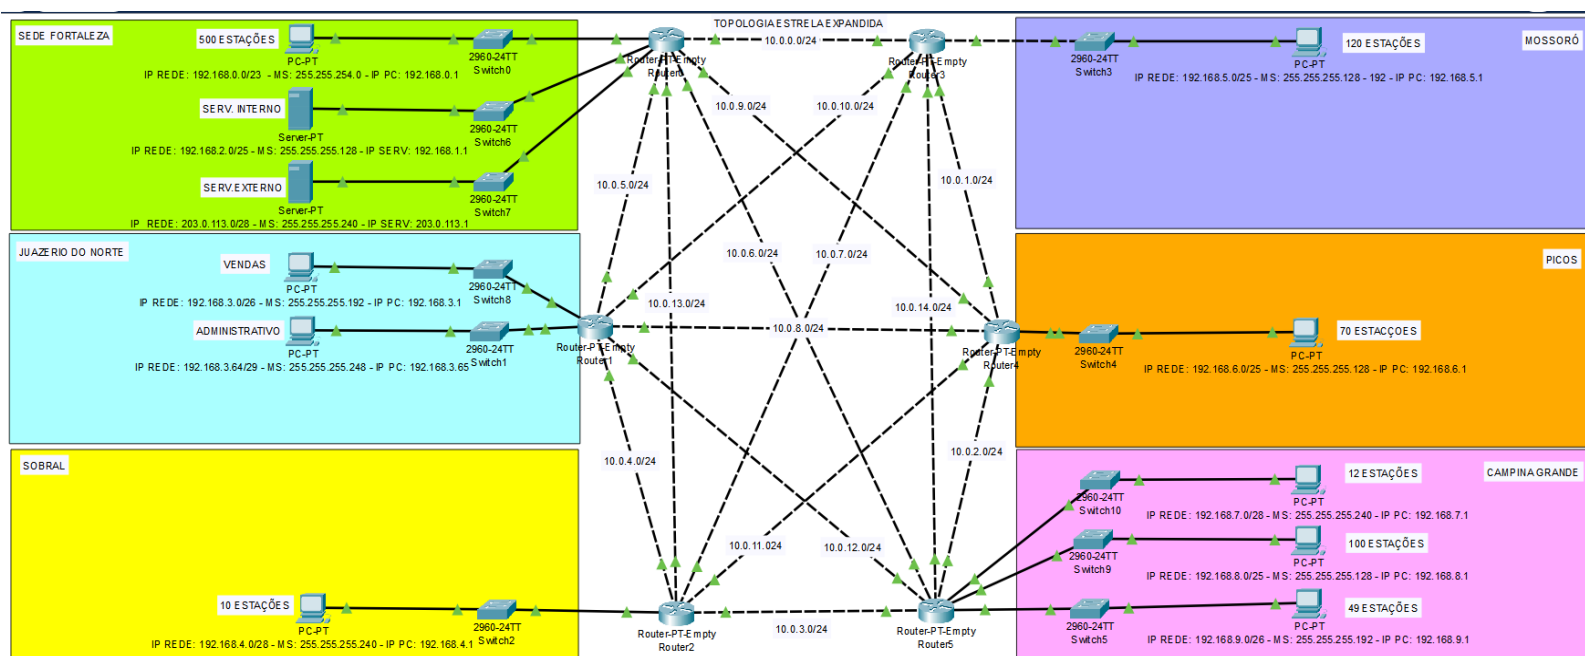 TOPOLOGIA ESTRELA EXPANDIDA
SEDE FORTALEZA
500 ESTAÇÕES
PC-PT
2960-24TT
Switch0
IP REDE: 192.168.0.0/23 - MS: 255.255.254.0 - IP PC: 192.168.0.1
SERV. INTERNO
Server-PT
2960-24TT
Switch6
IP REDE: 192.168.2.0/25 - MS: 255.255.255.128 - IP SERV: 192.168.1.1
SERV.EXTERNO
Server-PT
2960-24TT
Switch7
IP REDE: 203.0.113.0/28 - MS: 255.255.255.240 - IP SERV: 203.0.113.1
JUAZERIO DO NORTE
VENDAS
PC-PT
2960-24TT
Switch8
IP REDE: 192.168.3.0/26 - MS: 255.255.255.192 - IP PC: 192.168.3.1
ADMINISTRATIVO
PC-PT
2960-24TT
Switch1
IP REDE: 192.168.3.64/29 - MS: 255.255.255.248 - IP PC: 192.168.3.65
SOBRAL
10 ESTAÇÕES
PC-PT
2960-24TT
Switch2
IP REDE: 192.168.4.0/28 - MS: 255.255.255.240 - IP PC: 192.168.4.1
Router-PT-Empty
10.0.0.0/24
Router-PT-Empty
Router3
10.0.9.0/24
10.0.10.0/24
10.0.5.0/24
10.0.1.0/24
10.0.6.0/24
10.0.7.0/24
10.0.13.0/24
10.0.14.0/24
10.0.8.0/24
Router-PT-Empty
Router1
Router-PT-Empty
Router4
10.0.4.0/24
10.0.2.0/24
10.0.11.024
10.0.12.0/24
10.0.3.0/24
Router-PT-Empty
Router2
Router-PT-Empty
Router5
MOSSORÓ
2960-24TT
Switch3
PC-PT
120 ESTAÇÕES
IP REDE: 192.168.5.0/25 - MS: 255.255.255.128 - 192 - IP PC: 192.168.5.1
PICOS
2960-24TT
Switch4
PC-PT
70 ESTACÇOES
IP REDE: 192.168.6.0/25 - MS: 255.255.255.128 - IP PC: 192.168.6.1
CAMPINA GRANDE
2960-24TT
Switch10
PC-PT
12 ESTAÇÕES
IP REDE: 192.168.7.0/28 - MS: 255.255.255.240 - IP PC: 192.168.7.1
2960-24TT
Switch9
PC-PT
100 ESTAÇÕES
IP REDE: 192.168.8.0/25 - MS: 255.255.255.128 - IP PC: 192.168.8.1
2960-24TT
Switch5
PC-PT
49 ESTAÇÕES
IP REDE: 192.168.9.0/26 - MS: 255.255.255.192 - IP PC: 192.168.9.1